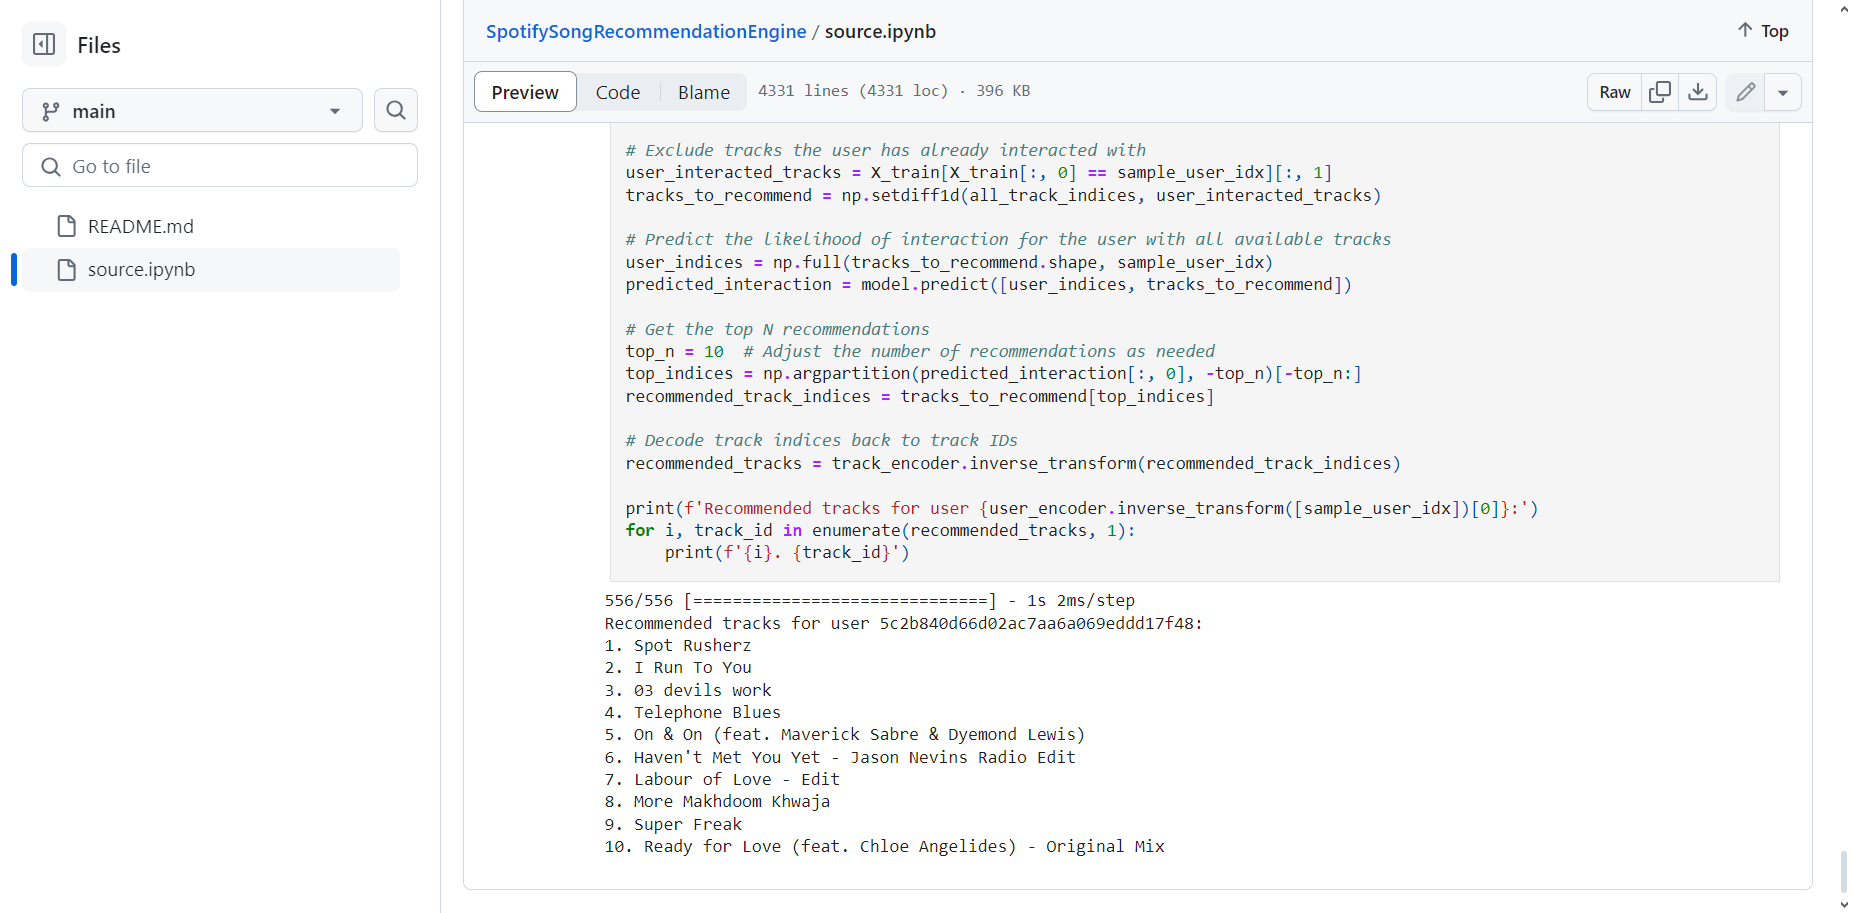 Files
main
Go to file
README.md
source.ipynb
SpotifySongRecommendationEngine / source.ipynb
Top
Preview Code Blame 4331 lines (4331 loc) · 396 KB
Raw
# Exclude tracks the user has already interacted with
user_interacted_tracks = X_train[X_train[:, 0] == sample_user_idx][:, 1]
tracks_to_recommend = np.setdiff1d(all_track_indices, user_interacted_tracks)
# Predict the likelihood of interaction for the user with all available tracks
user_indices = np.full(tracks_to_recommend.shape, sample_user_idx)
predicted_interaction = model.predict([user_indices, tracks_to_recommend])
# Get the top N recommendations
top_n = 10  # Adjust the number of recommendations as needed
top_indices = np.argpartition(predicted_interaction[:, 0], -top_n)[-top_n:]
recommended_track_indices = tracks_to_recommend[top_indices]
# Decode track indices back to track IDs
recommended_tracks = track_encoder.inverse_transform(recommended_track_indices)
print(f'Recommended tracks for user {user_encoder.inverse_transform([sample_user_idx])[0]}:')
for i, track_id in enumerate(recommended_tracks, 1):
    print(f'{i}. {track_id}')
556/556 [==============================] - 1s 2ms/step
Recommended tracks for user 5c2b840d66d02ac7aa6a069eddd17f48:
1. Spot Rusherz
2. I Run To You
3. 03 devils work
4. Telephone Blues
5. On & On (feat. Maverick Sabre & Dyemond Lewis)
6. Haven't Met You Yet - Jason Nevins Radio Edit
7. Labour of Love - Edit
8. More Makhdoom Khwaja
9. Super Freak
10. Ready for Love (feat. Chloe Angelides) - Original Mix